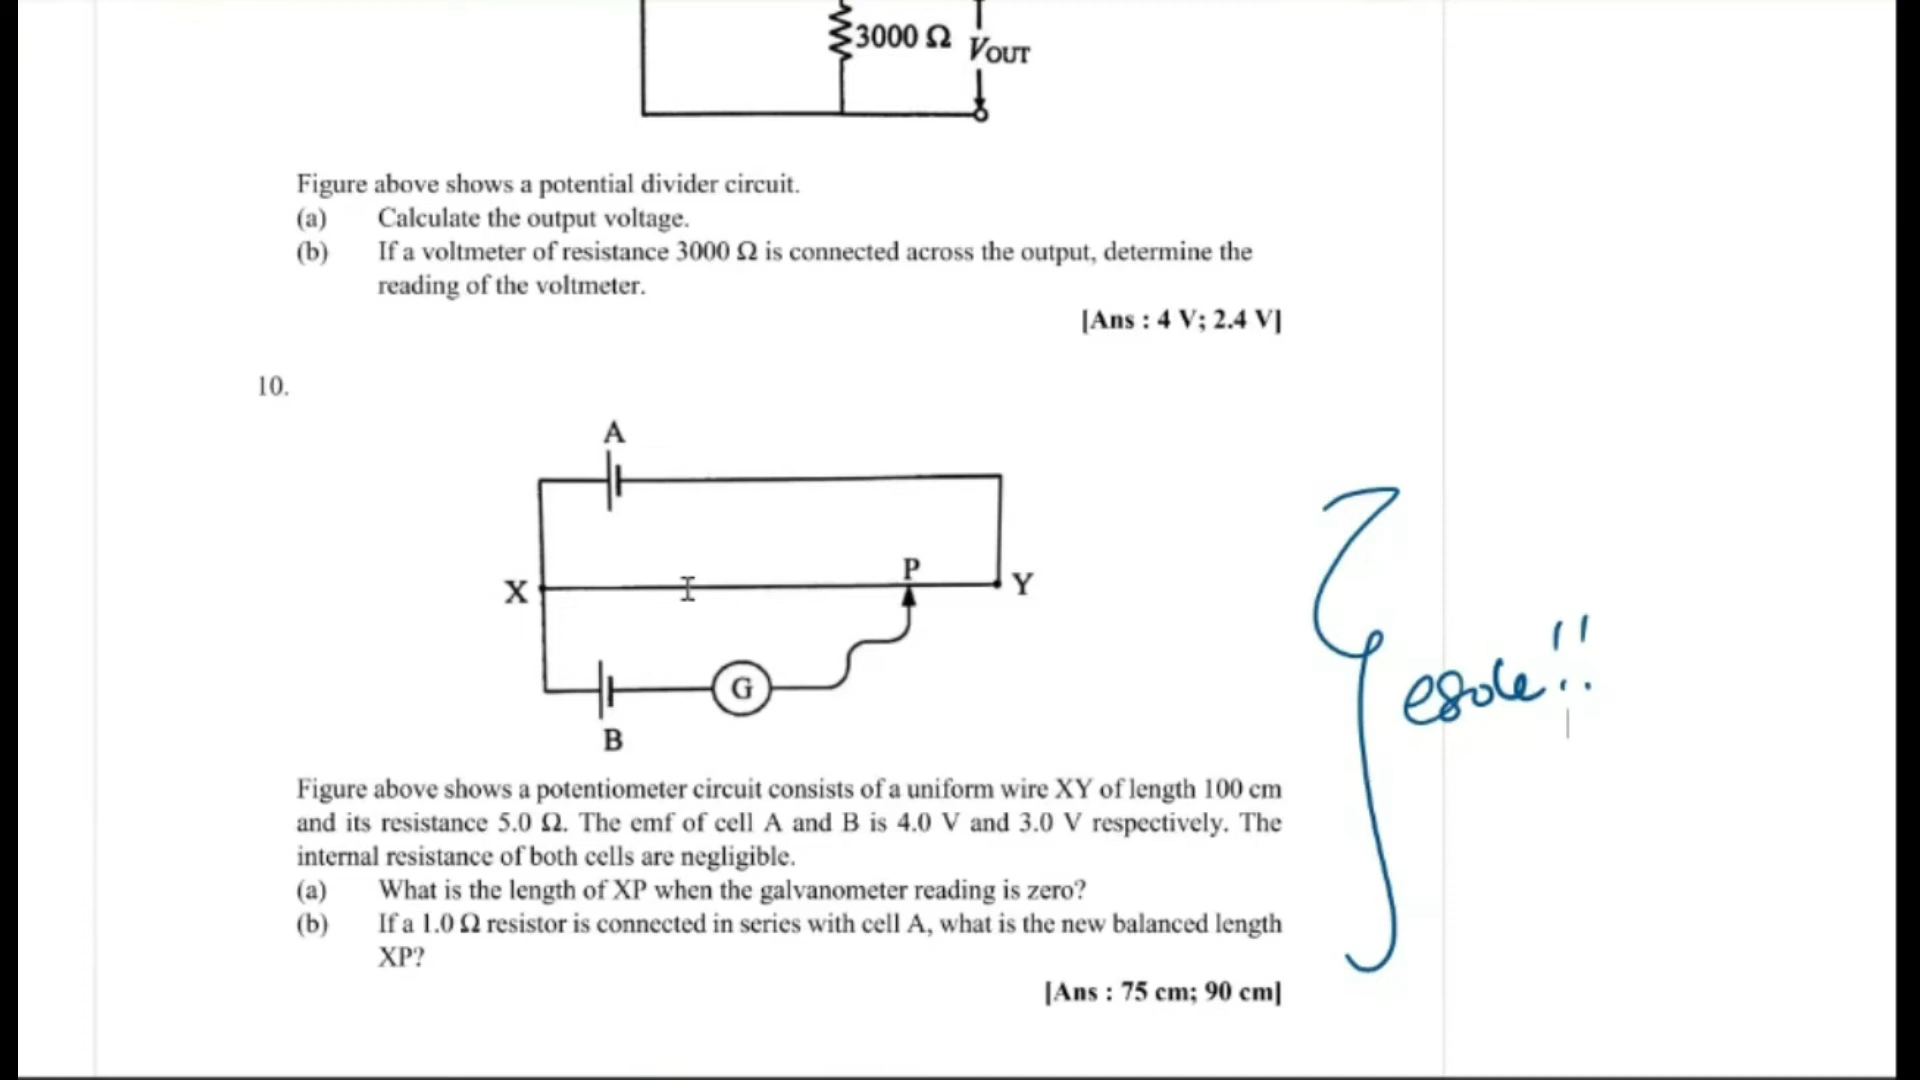 3000 Ω
VOUT
Figure above shows a potential divider circuit.
(a) Calculate the output voltage.
(b) If a voltmeter of resistance 3000 Ω is connected across the output, determine the
reading of the voltmeter.
[Ans : 4 V; 2.4 V]
10.
A
P
X
Y
G
B
esok!!
Figure above shows a potentiometer circuit consists of a uniform wire XY of length 100 cm
and its resistance 5.0 Ω. The emf of cell A and B is 4.0 V and 3.0 V respectively. The
internal resistance of both cells are negligible.
(a) What is the length of XP when the galvanometer reading is zero?
(b) If a 1.0 Ω resistor is connected in series with cell A, what is the new balanced length
XP?
[Ans : 75 cm; 90 cm]